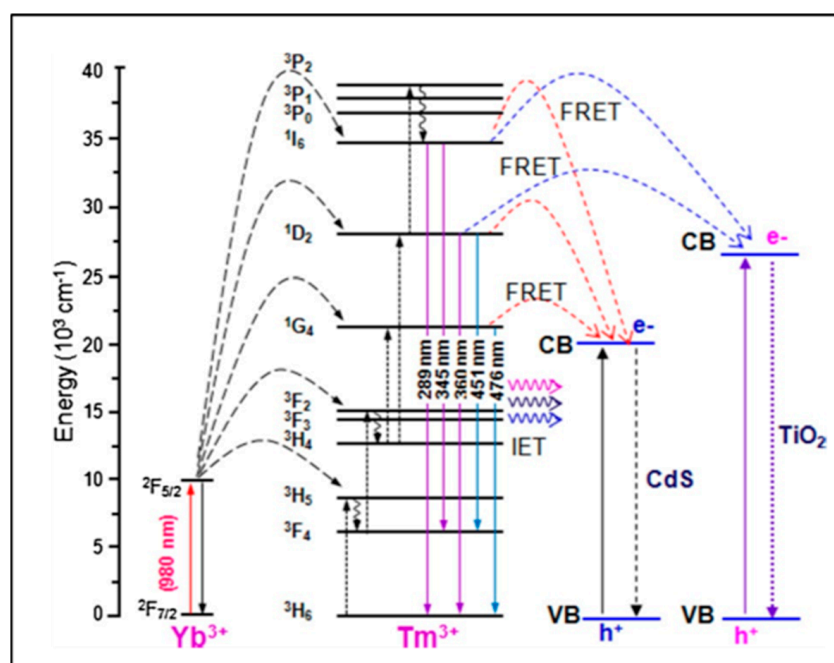 40
35
30
25
20
15
10
5
0
Energy (10³ cm⁻¹)
²F₅/₂
(980 nm)
²F₇/₂
Yb³⁺
³P₂
³P₁
³P₀
¹I₆
¹D₂
¹G₄
³F₂
³F₃
³H₄
³H₅
³F₄
³H₆
Tm³⁺
289 nm
345 nm
360 nm
451 nm
476 nm
FRET
FRET
FRET
IET
CB
e-
CdS
VB
h⁺
CB
e-
TiO₂
VB
h⁺